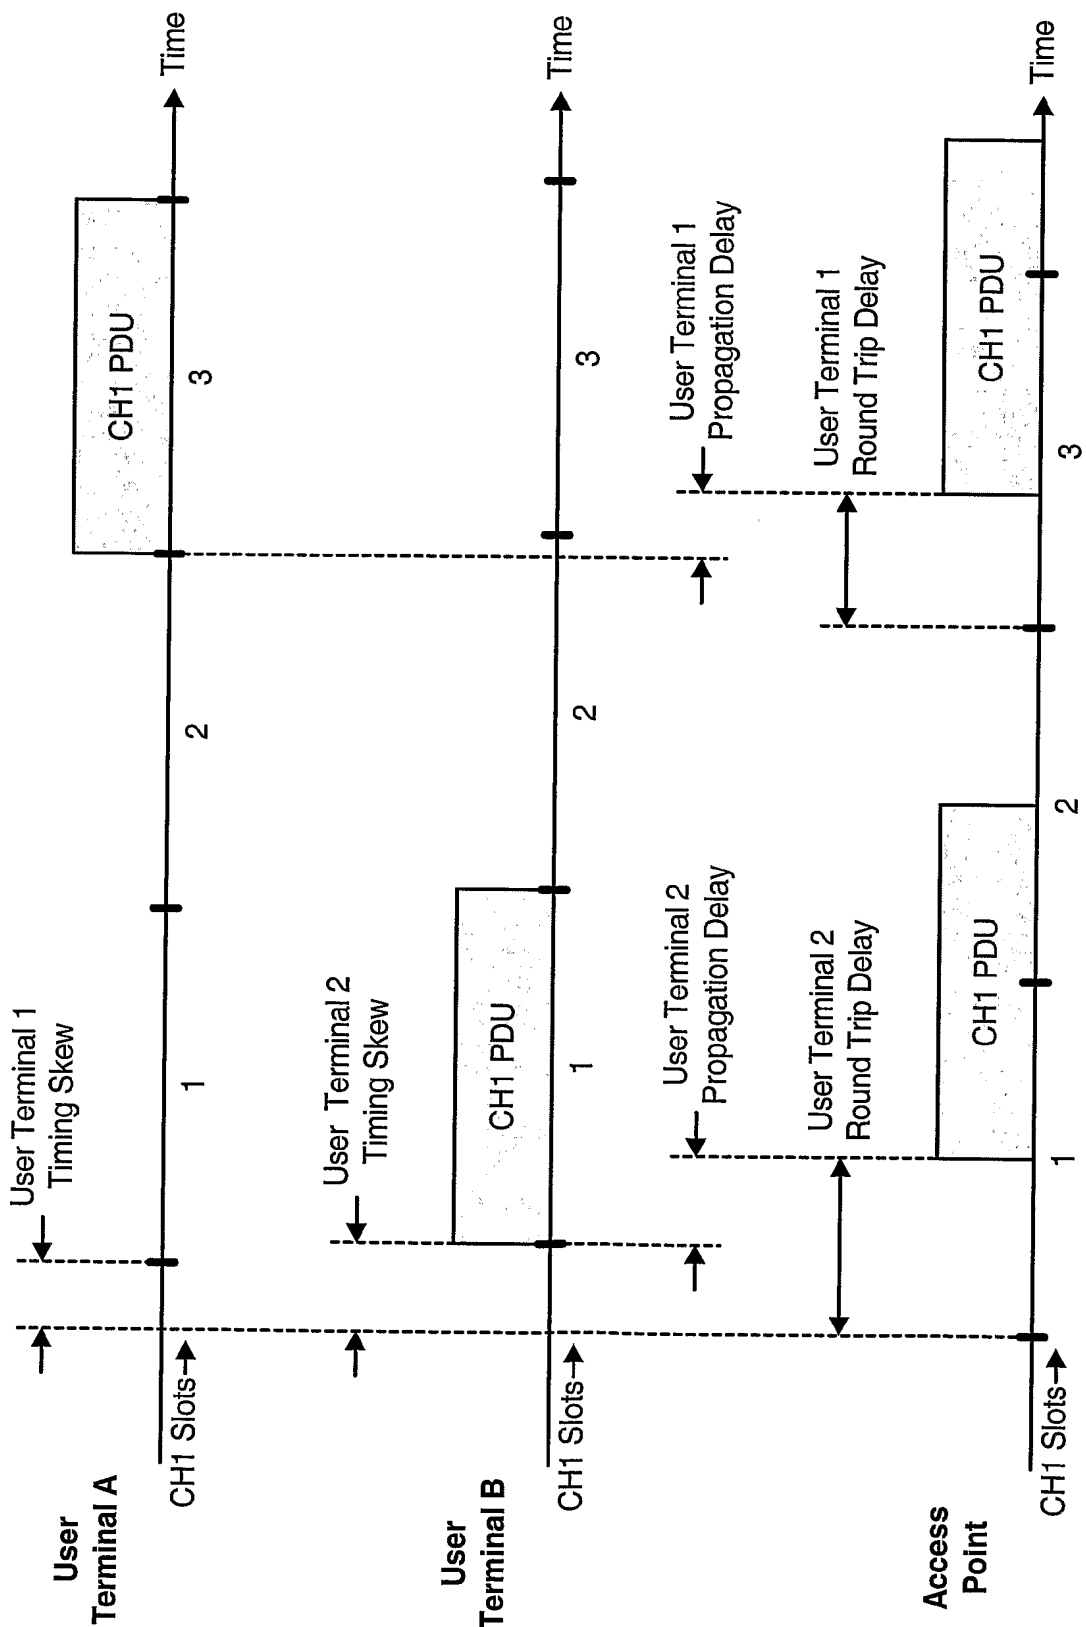 User Terminal 1
Timing Skew
User
Terminal A
CH1 Slots
1
2
CH1 PDU
3
Time
User Terminal 2
Timing Skew
User
Terminal B
CH1 Slots
CH1 PDU
1
2
3
Time
User Terminal 2
Propagation Delay
User Terminal 1
Propagation Delay
User Terminal 2
Round Trip Delay
User Terminal 1
Round Trip Delay
Access
Point
CH1 Slots
CH1 PDU
1
2
CH1 PDU
3
Time